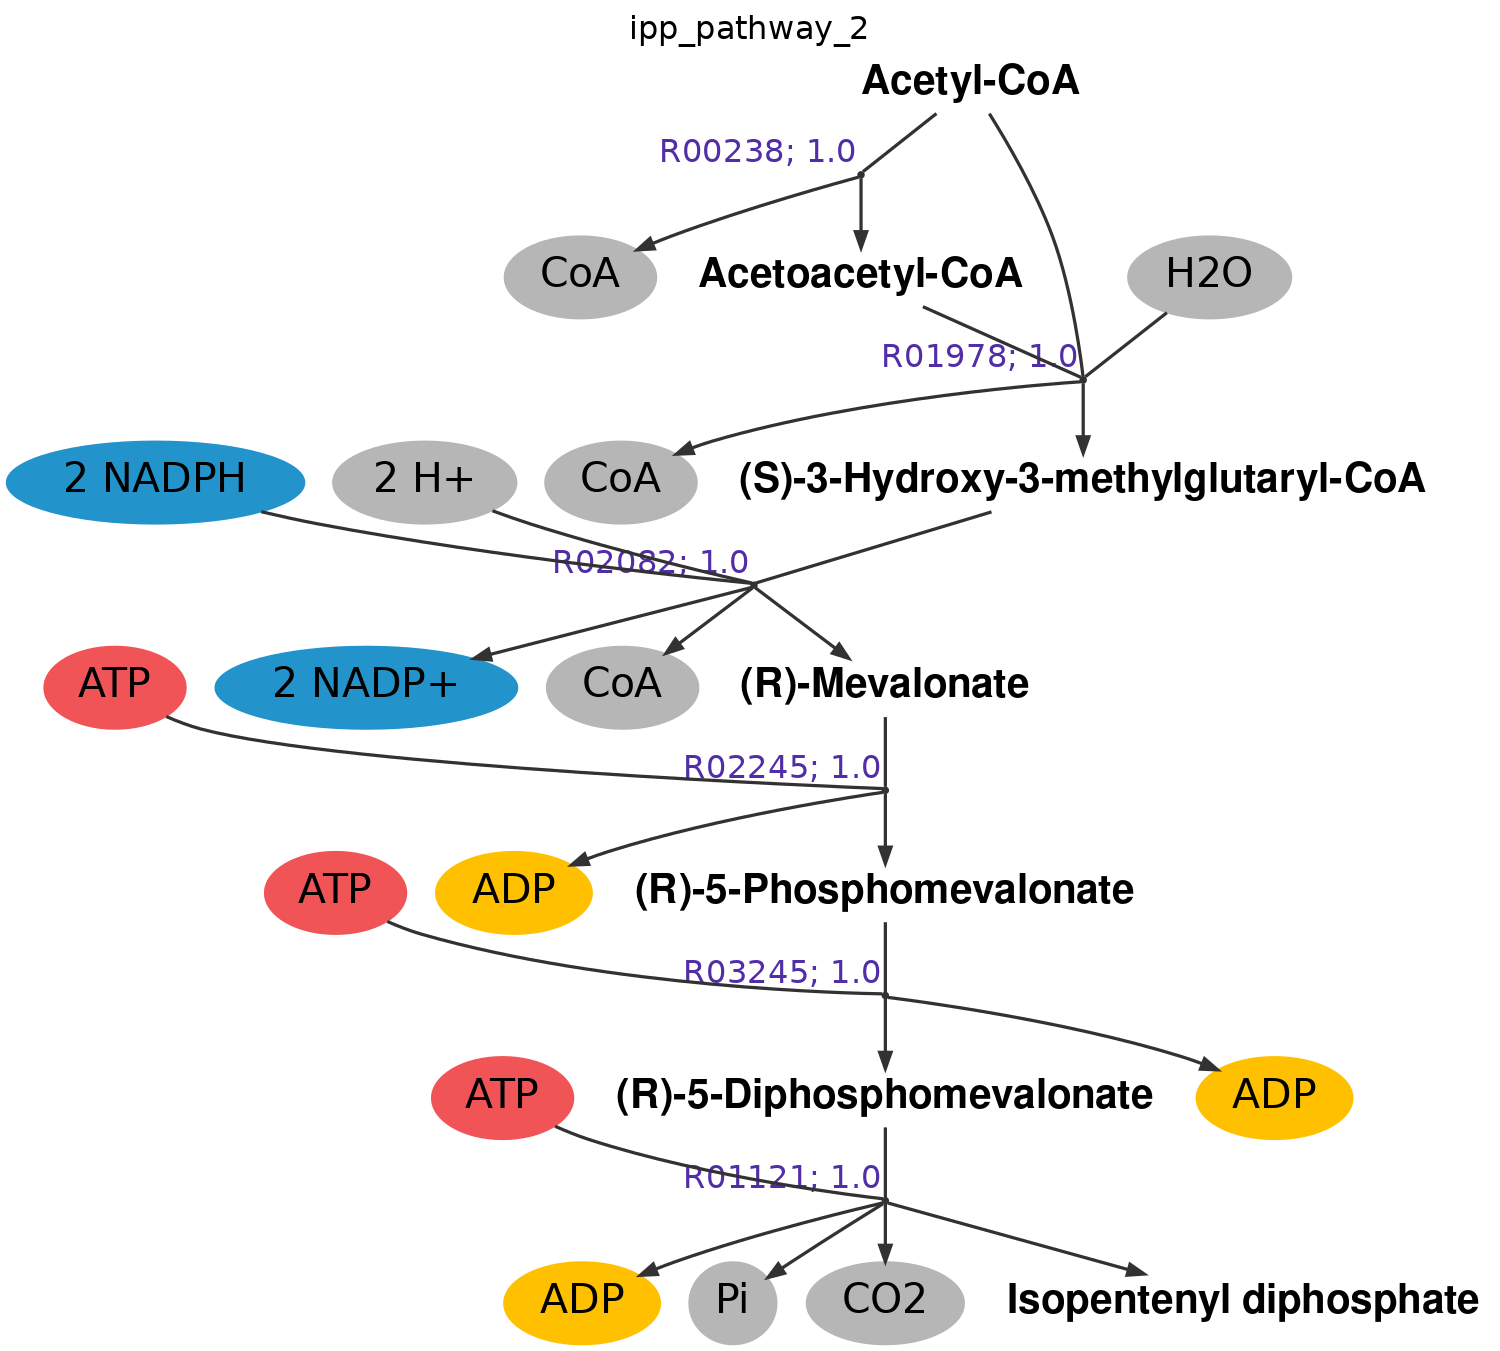 ipp_pathway_2
Acetyl-CoA
R00238; 1.0
CoA
Acetoacetyl-CoA
H2O
R01978; 1.0
2 NADPH
2 H+
CoA
(S)-3-Hydroxy-3-methylglutaryl-CoA
R02082; 1.0
ATP
2 NADP+
CoA
(R)-Mevalonate
R02245; 1.0
ATP
ADP
(R)-5-Phosphomevalonate
R03245; 1.0
ATP
(R)-5-Diphosphomevalonate
ADP
R01121; 1.0
ADP
Pi
CO2
Isopentenyl diphosphate